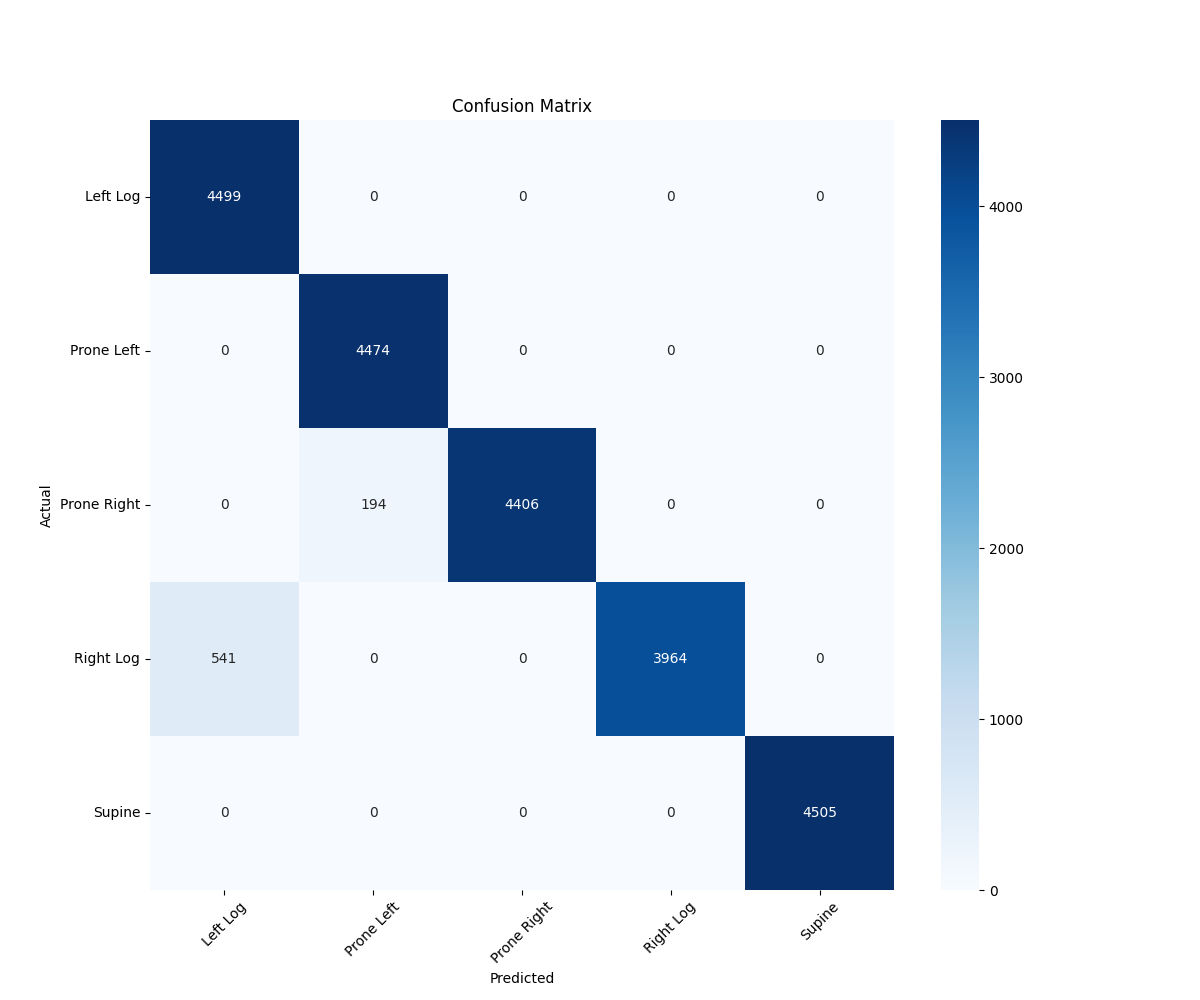 Confusion Matrix
Left Log 4499 0 0 0 0
Prone Left 0 4474 0 0 0
Prone Right 0 194 4406 0 0
Right Log 541 0 0 3964 0
Supine 0 0 0 0 4505
Actual
Left Log Prone Left Prone Right Right Log Supine
Predicted
4000
3000
2000
1000
0